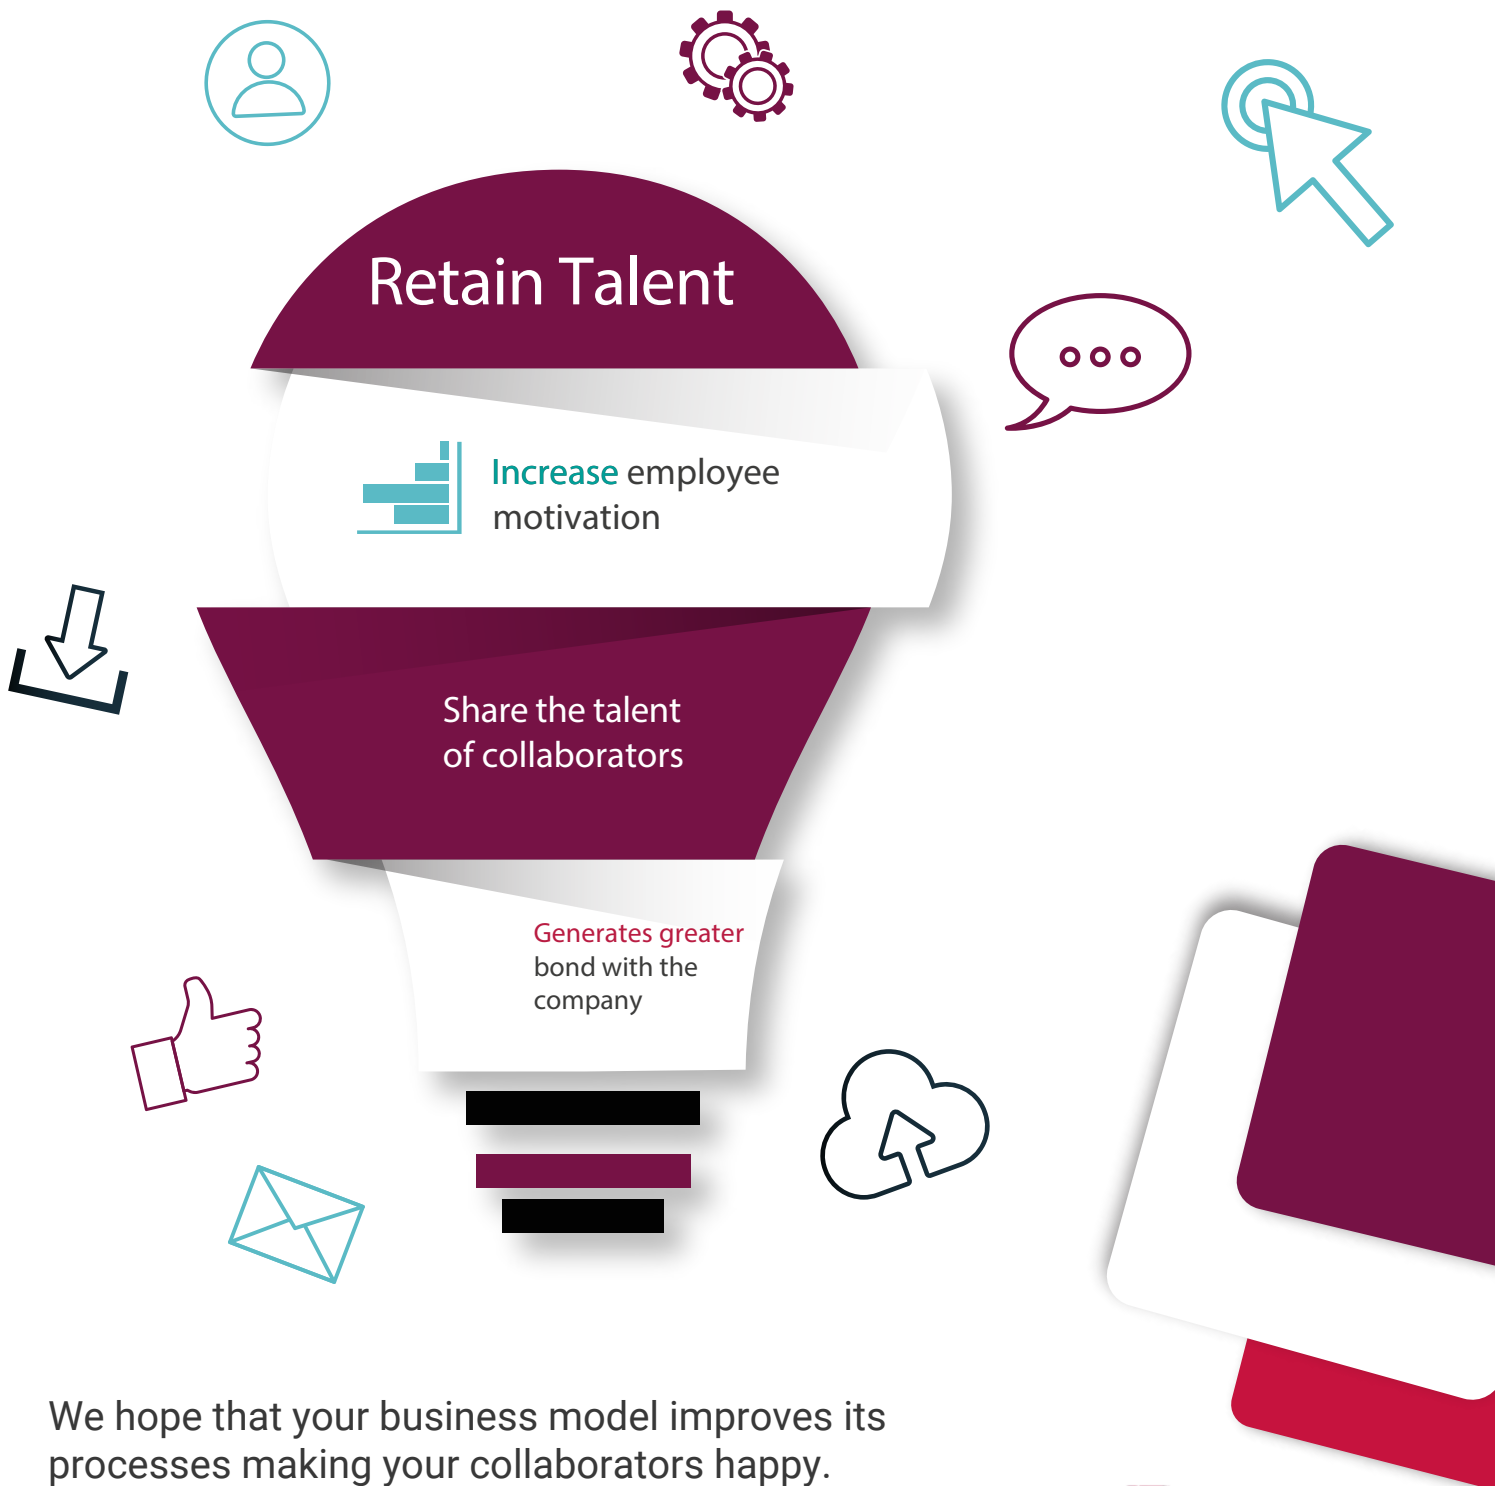 Retain Talent
Increase employee
motivation
Share the talent
of collaborators
Generates greater
bond with the
company
We hope that your business model improves its
processes making your collaborators happy.